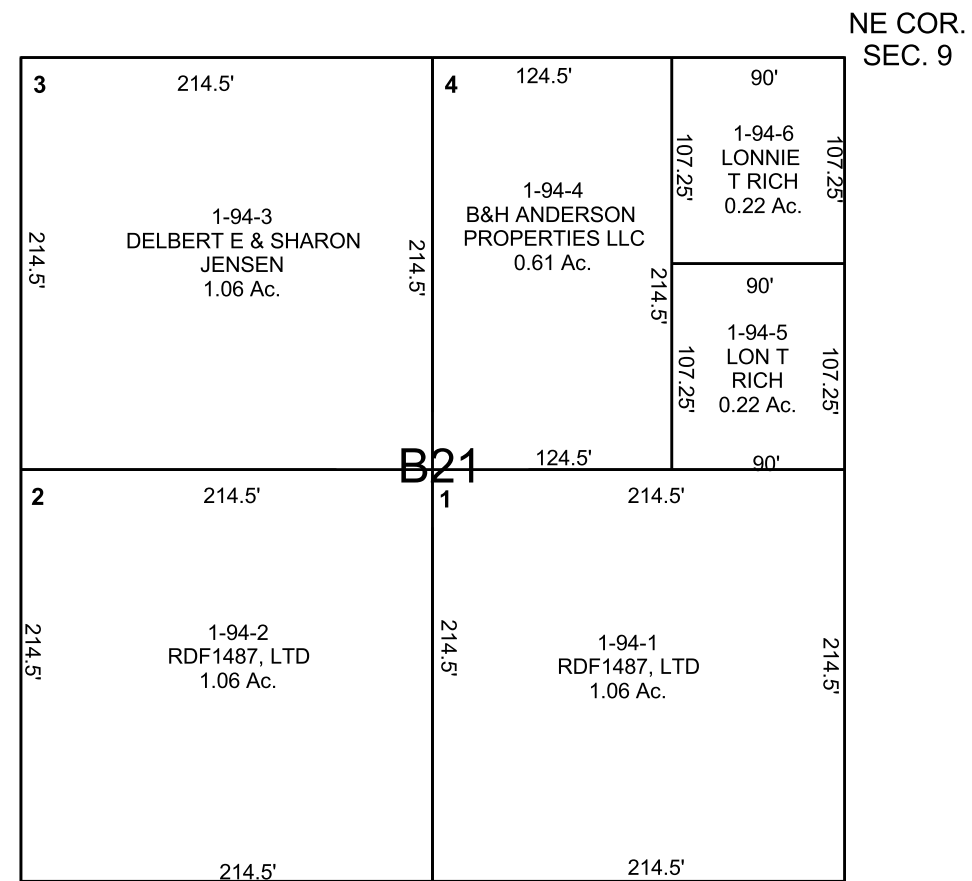 NE COR.
SEC. 9
3
214.5'
4
124.5'
90'
214.5'
1-94-3
DELBERT E & SHARON
JENSEN
1.06 Ac.
214.5'
1-94-4
B&H ANDERSON
PROPERTIES LLC
0.61 Ac.
214.5'
107.25'
1-94-6
LONNIE
T RICH
0.22 Ac.
107.25'
90'
107.25'
1-94-5
LON T
RICH
0.22 Ac.
107.25'
124.5'
90'
B21
2
214.5'
1
214.5'
214.5'
1-94-2
RDF1487, LTD
1.06 Ac.
214.5'
1-94-1
RDF1487, LTD
1.06 Ac.
214.5'
214.5'
214.5'